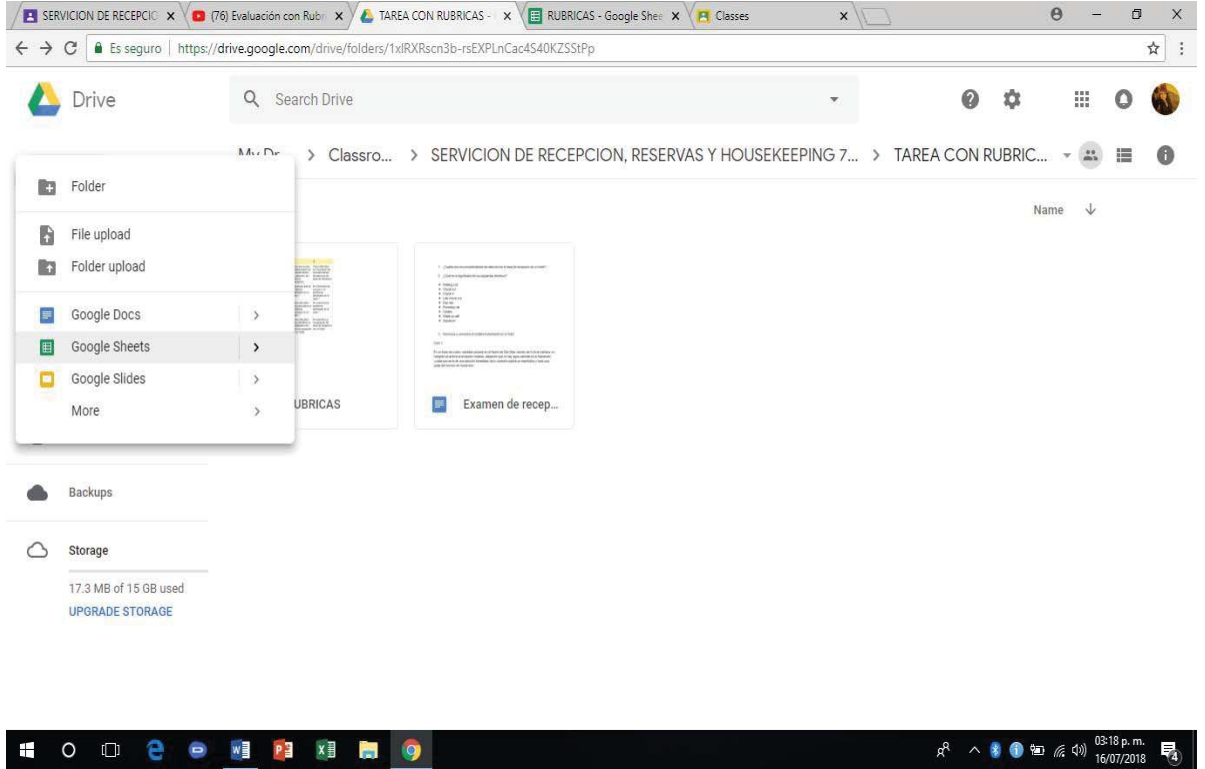 SERVICION DE RECEPCIO
(76) Evaluacion con Rubr
TAREA CON RUBRICAS -
RUBRICAS - Google Shee
Classes
Es seguro
https://drive.google.com/drive/folders/1xIRXRscn3b-rsEXPLnCac4S40KZSStPp
Drive
Search Drive
My Dr... > Classro... > SERVICION DE RECEPCION, RESERVAS Y HOUSEKEEPING 7... > TAREA CON RUBRIC...
Folder
Name
File upload
Folder upload
Google Docs
Google Sheets
Google Slides
More
UBRICAS
Examen de recep...
Backups
Storage
17.3 MB of 15 GB used
UPGRADE STORAGE
03:18 p. m.
16/07/2018
4